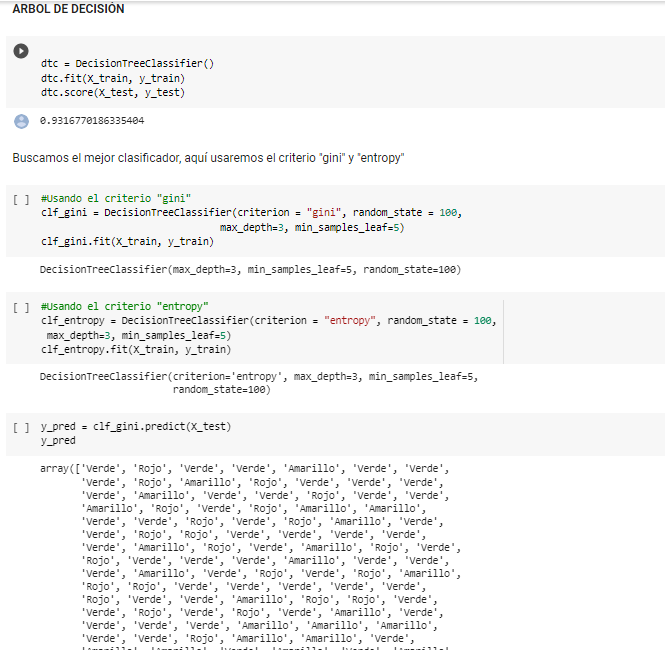 ARBOL DE DECISIÓN
dtc = DecisionTreeClassifier()
dtc.fit(X_train, y_train)
dtc.score(X_test, y_test)
0.9316770186335404
Buscamos el mejor clasificador, aquí usaremos el criterio "gini" y "entropy"
[ ] #Usando el criterio "gini"
clf_gini = DecisionTreeClassifier(criterion = "gini", random_state = 100,
max_depth=3, min_samples_leaf=5)
clf_gini.fit(X_train, y_train)
DecisionTreeClassifier(max_depth=3, min_samples_leaf=5, random_state=100)
[ ] #Usando el criterio "entropy"
clf_entropy = DecisionTreeClassifier(criterion = "entropy", random_state = 100,
max_depth=3, min_samples_leaf=5)
clf_entropy.fit(X_train, y_train)
DecisionTreeClassifier(criterion='entropy', max_depth=3, min_samples_leaf=5,
random_state=100)
[ ] y_pred = clf_gini.predict(X_test)
y_pred
array(['Verde', 'Rojo', 'Verde', 'Verde', 'Amarillo', 'Verde', 'Verde',
'Verde', 'Rojo', 'Amarillo', 'Rojo', 'Verde', 'Verde', 'Verde',
'Verde', 'Amarillo', 'Verde', 'Verde', 'Rojo', 'Verde', 'Verde',
'Amarillo', 'Rojo', 'Verde', 'Rojo', 'Amarillo', 'Amarillo',
'Verde', 'Verde', 'Rojo', 'Verde', 'Rojo', 'Amarillo', 'Verde',
'Verde', 'Rojo', 'Rojo', 'Verde', 'Verde', 'Verde', 'Verde',
'Verde', 'Amarillo', 'Rojo', 'Verde', 'Amarillo', 'Rojo', 'Verde',
'Rojo', 'Verde', 'Verde', 'Verde', 'Amarillo', 'Verde', 'Verde',
'Verde', 'Amarillo', 'Verde', 'Rojo', 'Verde', 'Rojo', 'Amarillo',
'Rojo', 'Rojo', 'Verde', 'Verde', 'Verde', 'Verde', 'Verde',
'Rojo', 'Verde', 'Verde', 'Amarillo', 'Rojo', 'Rojo', 'Verde',
'Verde', 'Rojo', 'Verde', 'Rojo', 'Verde', 'Amarillo', 'Verde',
'Verde', 'Verde', 'Verde', 'Amarillo', 'Amarillo', 'Amarillo',
'Verde', 'Verde', 'Rojo', 'Amarillo', 'Amarillo', 'Verde',